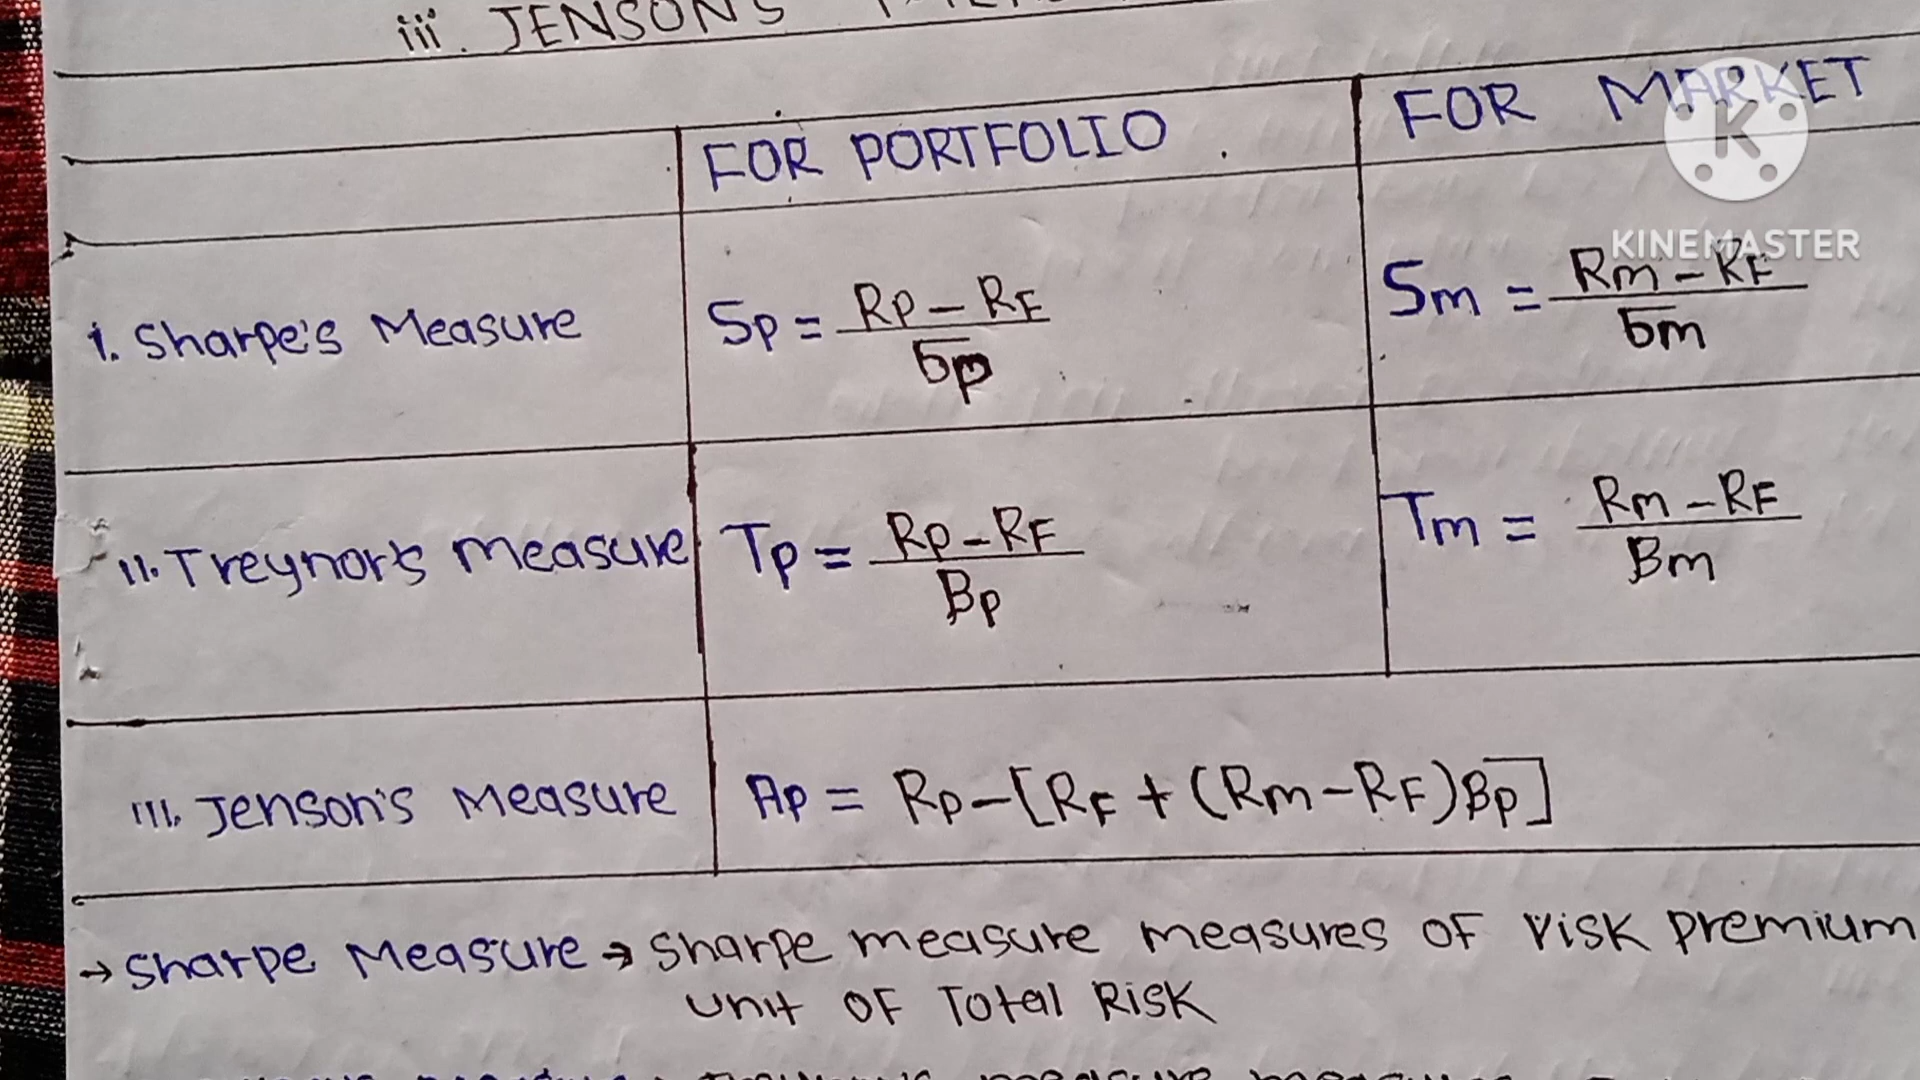 iii. JENSON'S
FOR PORTFOLIO
FOR MARKET
K
KINEMASTER
i. Sharpe's Measure
Sp = Rp - RF / σp
Sm = Rm - RF / σm
ii. Treynor's Measure
Tp = Rp - RF / βp
Tm = Rm - RF / βm
iii. Jenson's Measure
Ap = Rp - [RF + (Rm - RF) βp]
→ Sharpe Measure → Sharpe measure measures OF risk premium
unit OF Total Risk